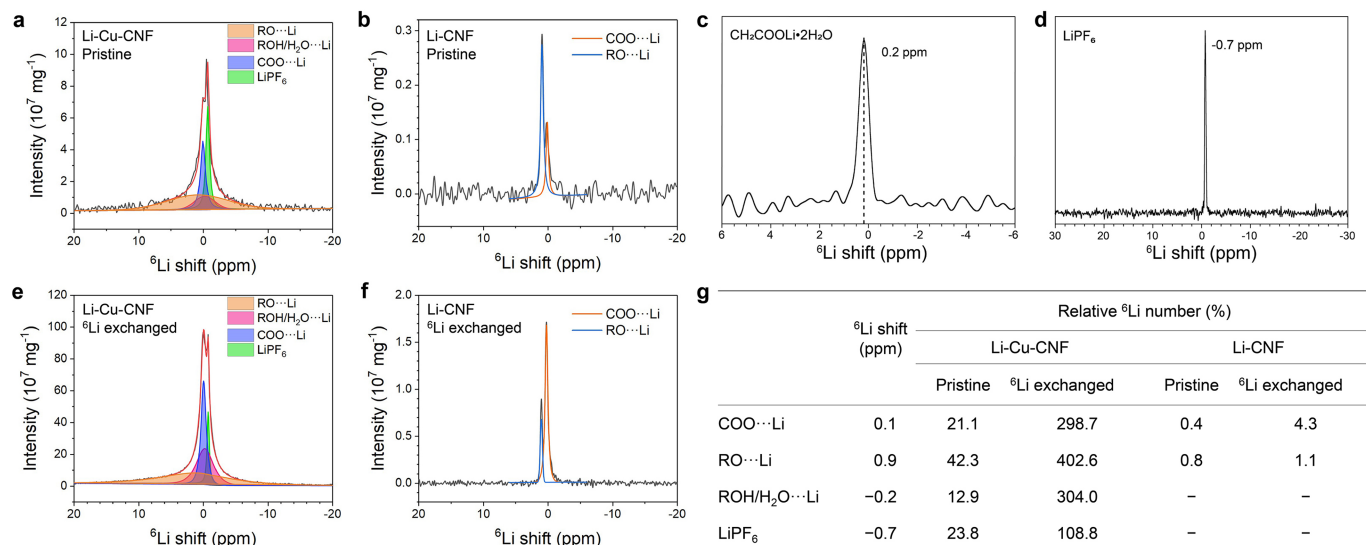 a
Li-Cu-CNF
Pristine
RO···Li
ROH/H₂O···Li
COO···Li
LiPF₆
Intensity (10⁷ mg⁻¹)
12
10
8
6
4
2
0
20 10 0 -10 -20
⁶Li shift (ppm)
b
Li-CNF
Pristine
COO···Li
RO···Li
Intensity (10⁷ mg⁻¹)
0.3
0.2
0.1
0.0
20 10 0 -10 -20
⁶Li shift (ppm)
c
CH₂COOLi•2H₂O
0.2 ppm
6 4 2 0 -2 -4 -6
⁶Li shift (ppm)
d
LiPF₆
-0.7 ppm
30 20 10 0 -10 -20 -30
⁶Li shift (ppm)
e
Li-Cu-CNF
⁶Li exchanged
RO···Li
ROH/H₂O···Li
COO···Li
LiPF₆
Intensity (10⁷ mg⁻¹)
120
100
80
60
40
20
0
20 10 0 -10 -20
⁶Li shift (ppm)
f
Li-CNF
⁶Li exchanged
COO···Li
RO···Li
Intensity (10⁷ mg⁻¹)
2.0
1.5
1.0
0.5
0.0
20 10 0 -10 -20
⁶Li shift (ppm)
g
Relative ⁶Li number (%)
⁶Li shift
(ppm)
Li-Cu-CNF Li-CNF
Pristine ⁶Li exchanged Pristine ⁶Li exchanged
COO···Li 0.1 21.1 298.7 0.4 4.3
RO···Li 0.9 42.3 402.6 0.8 1.1
ROH/H₂O···Li −0.2 12.9 304.0 – –
LiPF₆ −0.7 23.8 108.8 – –